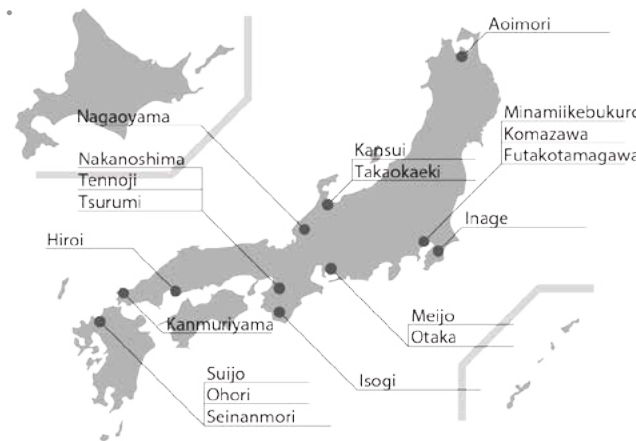 Aoimori
Nagaoyama
Minamiikebukuro
Komazawa
Futakotamagawa
Kansui
Takaokaeki
Nakanoshima
Tennoji
Tsurumi
Inage
Hiroi
Kanmuriyama
Meijo
Otaka
Suijo
Ohori
Seinanmori
Isogi